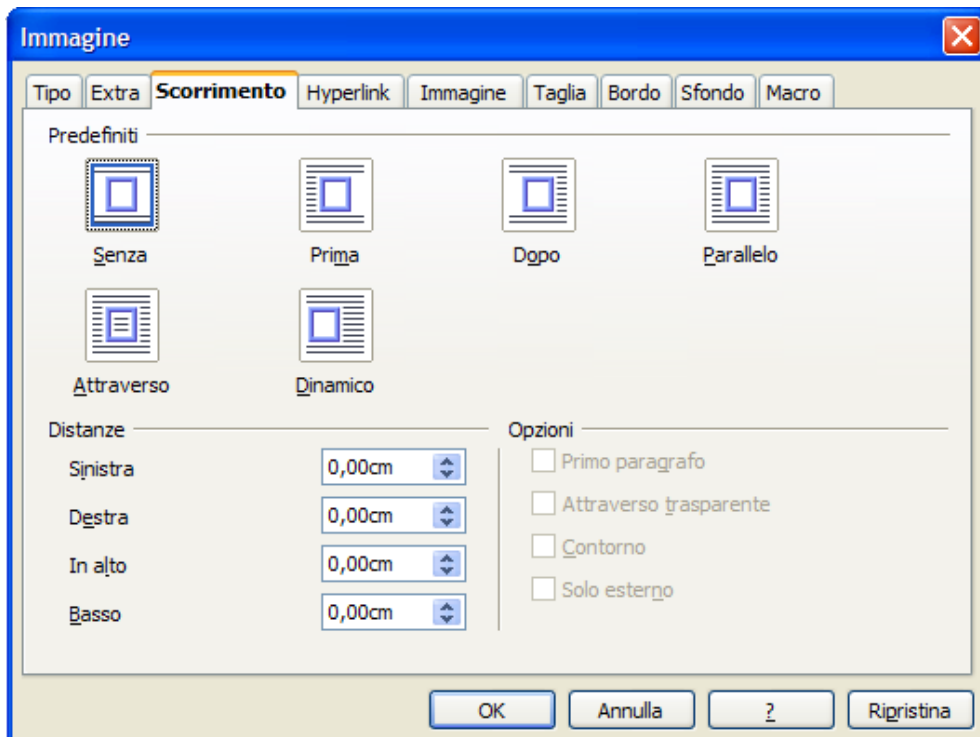 Immagine
Tipo Extra Scorrimento Hyperlink Immagine Taglia Bordo Sfondo Macro
Predefiniti
Senza Prima Dopo Parallelo
Attraverso Dinamico
Distanze
Sinistra 0,00cm
Destra 0,00cm
In alto 0,00cm
Basso 0,00cm
Opzioni
Primo paragrafo
Attraverso trasparente
Contorno
Solo esterno
OK Annulla ? Ripristina